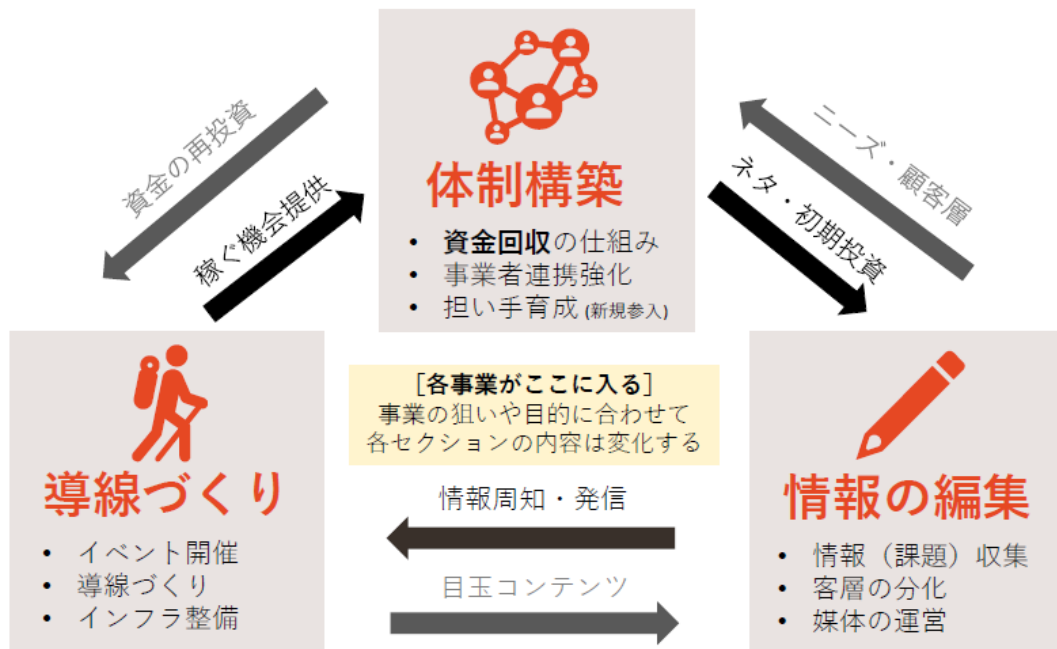 体制構築
• 資金回収の仕組み
• 事業者連携強化
• 担い手育成 (新規参入)
資金の再投資
稼ぐ機会提供
ニーズ・顧客層
ネタ・初期投資
[各事業がここに入る]
事業の狙いや目的に合わせて
各セクションの内容は変化する
導線づくり
• イベント開催
• 導線づくり
• インフラ整備
情報周知・発信
目玉コンテンツ
情報の編集
• 情報（課題）収集
• 客層の分化
• 媒体の運営